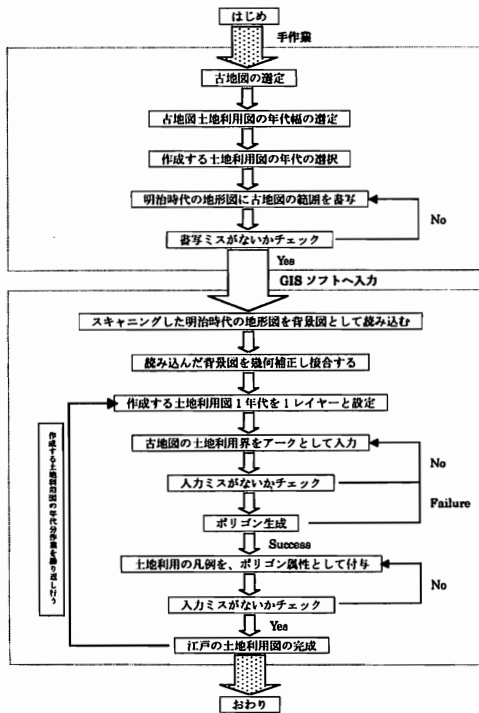 はじめ
手作業
古地図の選定
古地図土地利用図の年代幅の選定
作成する土地利用図の年代の選択
明治時代の地形図に古地図の範囲を書写
No
書写ミスがないかチェック
Yes
GISソフトへ入力
スキャニングした明治時代の地形図を背景図として読み込む
読み込んだ背景図を幾何補正し接合する
作成する土地利用図1年代を1レイヤーと設定
古地図の土地利用界をアークとして入力
No
入力ミスがないかチェック
Failure
ポリゴン生成
Success
土地利用の凡例を、ポリゴン属性として付与
No
入力ミスがないかチェック
Yes
江戸の土地利用図の完成
作成する土地利用図の年代分作業を繰り返し行う
おわり